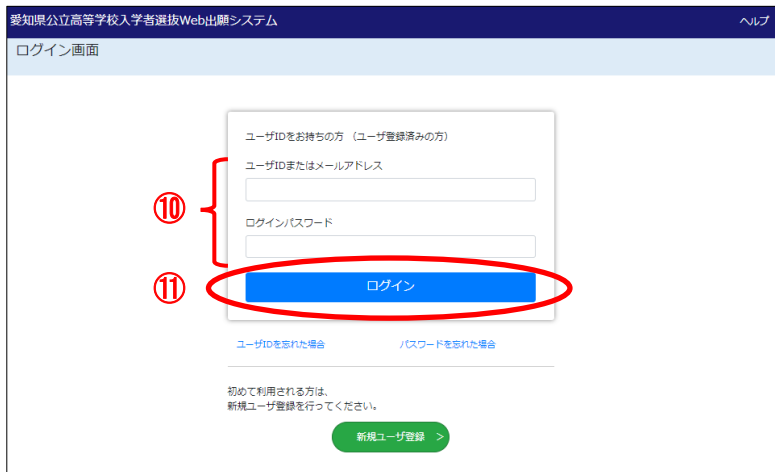 愛知県公立高等学校入学者選抜Web出願システム ヘルプ
ログイン画面
ユーザIDをお持ちの方 （ユーザ登録済みの方）
ユーザIDまたはメールアドレス
⑩
ログインパスワード
⑪ ログイン
ユーザIDを忘れた場合 パスワードを忘れた場合
初めて利用される方は、
新規ユーザ登録を行ってください。
新規ユーザ登録 >